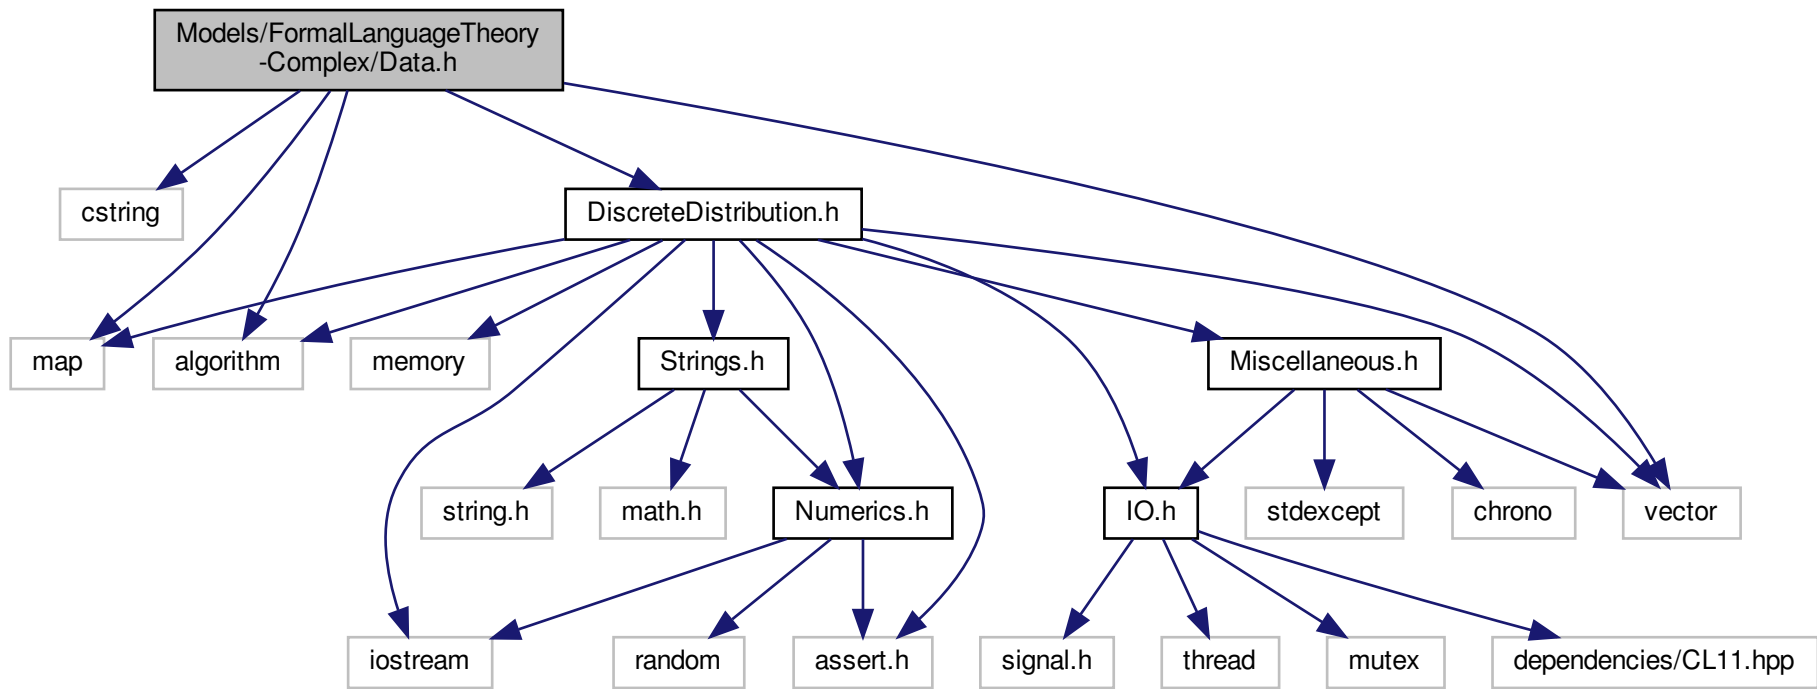 Models/FormalLanguageTheory
-Complex/Data.h
cstring
DiscreteDistribution.h
map
algorithm
memory
Strings.h
Miscellaneous.h
string.h
math.h
Numerics.h
IO.h
stdexcept
chrono
vector
iostream
random
assert.h
signal.h
thread
mutex
dependencies/CL11.hpp